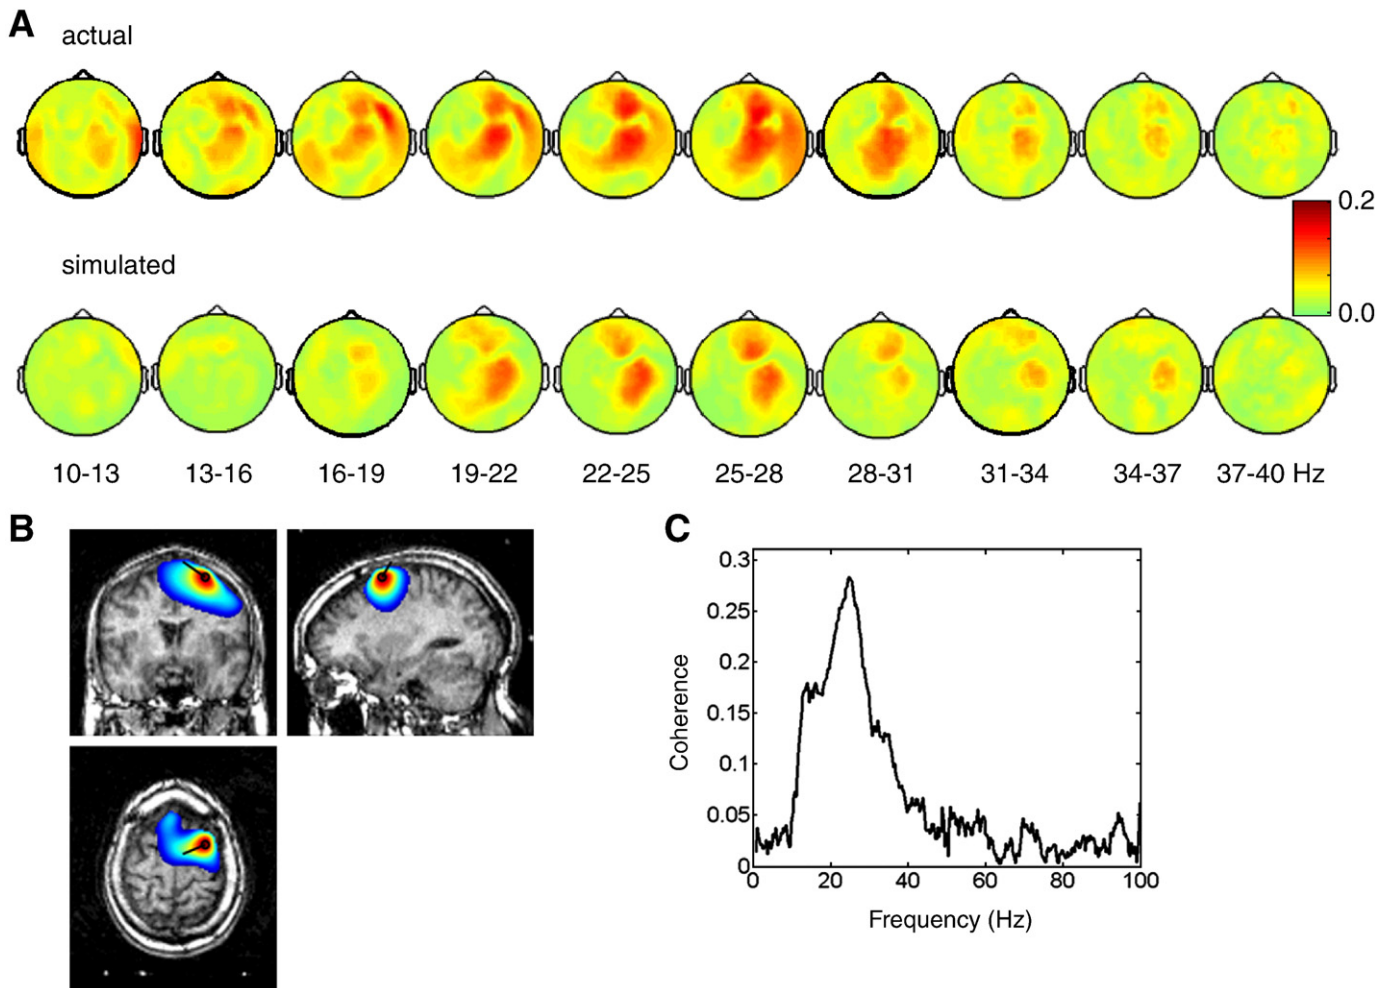 A
actual
0.2
0.0
simulated
10-13 13-16 16-19 19-22 22-25 25-28 28-31 31-34 34-37 37-40 Hz
B
C
0.3
0.25
0.2
0.15
0.1
0.05
0
Coherence
0 20 40 60 80 100
Frequency (Hz)